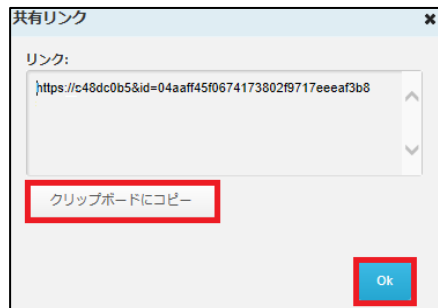 共有リンク
リンク:
https://c48dc0b5&id=04aaff45f0674173802f9717eeeaf3b8
クリップボードにコピー
Ok